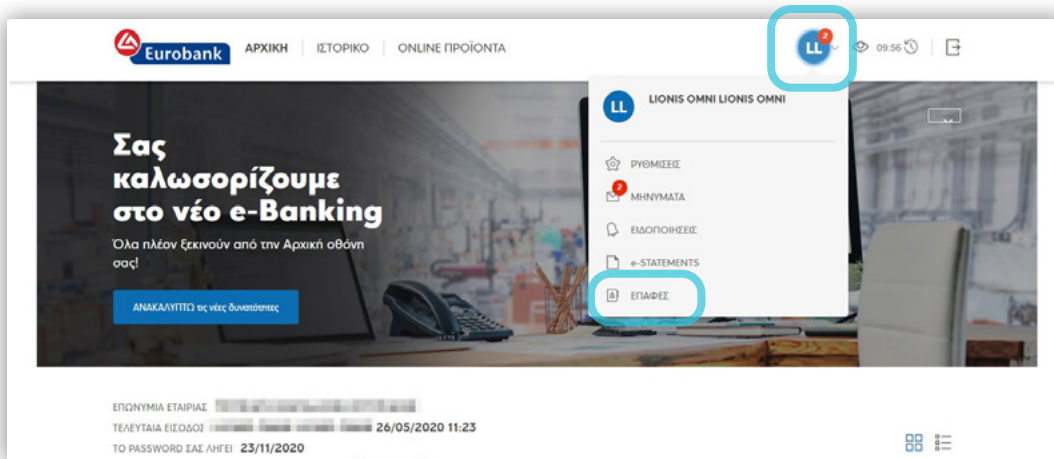 Eurobank
ΑΡΧΙΚΗ
ΙΣΤΟΡΙΚΟ
ONLINE ΠΡΟΪΟΝΤΑ
LL
2
09:56
LL
LIONIS OMNI LIONIS OMNI
ΡΥΘΜΙΣΕΙΣ
2
ΜΗΝΥΜΑΤΑ
ΕΙΔΟΠΟΙΗΣΕΙΣ
e-STATEMENTS
ΕΠΑΦΕΣ
Σας
καλωσορίζουμε
στο νέο e-Banking
Όλα πλέον ξεκινούν από την Αρχική οθόνη
σας!
ΑΝΑΚΑΛΥΠΤΩ τις νέες δυνατότητες
ΕΠΩΝΥΜΙΑ ΕΤΑΙΡΙΑΣ
ΤΕΛΕΥΤΑΙΑ ΕΙΣΟΔΟΣ 26/05/2020 11:23
ΤΟ PASSWORD ΣΑΣ ΛΗΓΕΙ 23/11/2020